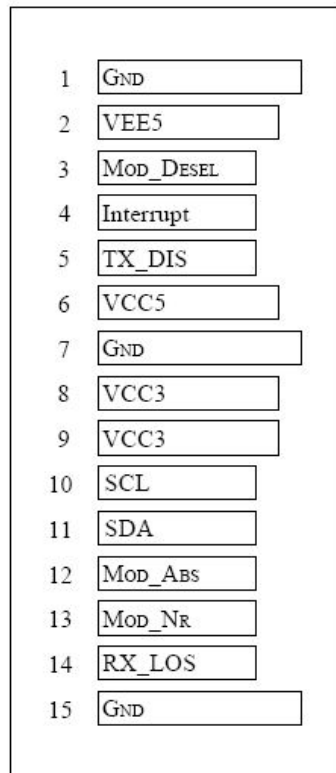 1 GND
2 VEE5
3 MOD_DESEL
4 Interrupt
5 TX_DIS
6 VCC5
7 GND
8 VCC3
9 VCC3
10 SCL
11 SDA
12 MOD_ABS
13 MOD_NR
14 RX_LOS
15 GND